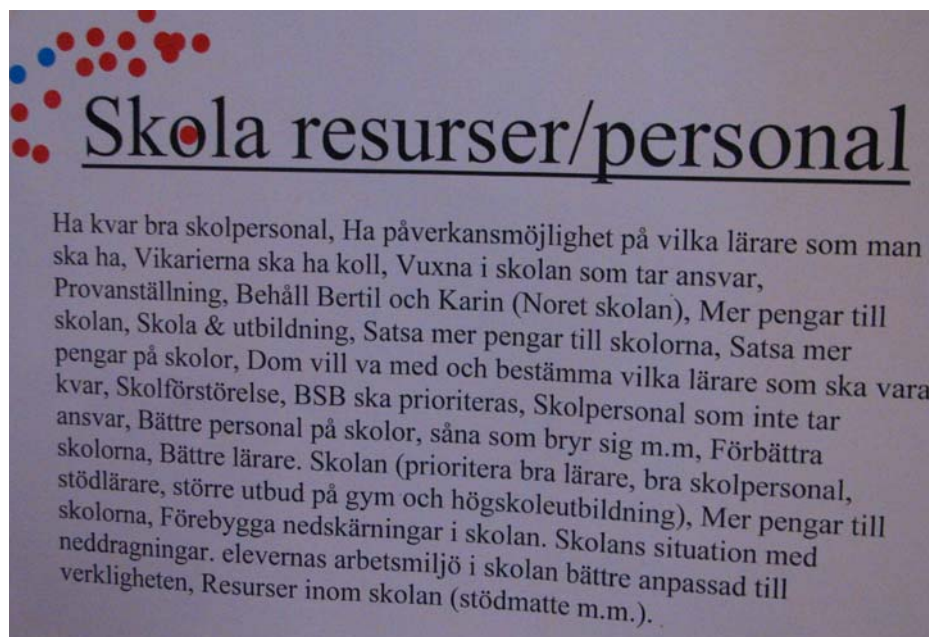 Skola resurser/personal
Ha kvar bra skolpersonal, Ha påverkansmöjlighet på vilka lärare som man
ska ha, Vikarierna ska ha koll, Vuxna i skolan som tar ansvar,
Provanställning, Behåll Bertil och Karin (Noret skolan), Mer pengar till
skolan, Skola & utbildning, Satsa mer pengar till skolorna, Satsa mer
pengar på skolor, Dom vill va med och bestämma vilka lärare som ska vara
kvar, Skolförstörelse, BSB ska prioriteras, Skolpersonal som inte tar
ansvar, Bättre personal på skolor, såna som bryr sig m.m, Förbättra
skolorna, Bättre lärare. Skolan (prioritera bra lärare, bra skolpersonal,
stödlärare, större utbud på gym och högskoleutbildning), Mer pengar till
skolorna, Förebygga nedskärningar i skolan. Skolans situation med
neddragningar. elevernas arbetsmiljö i skolan bättre anpassad till
verkligheten, Resurser inom skolan (stödmatte m.m.).